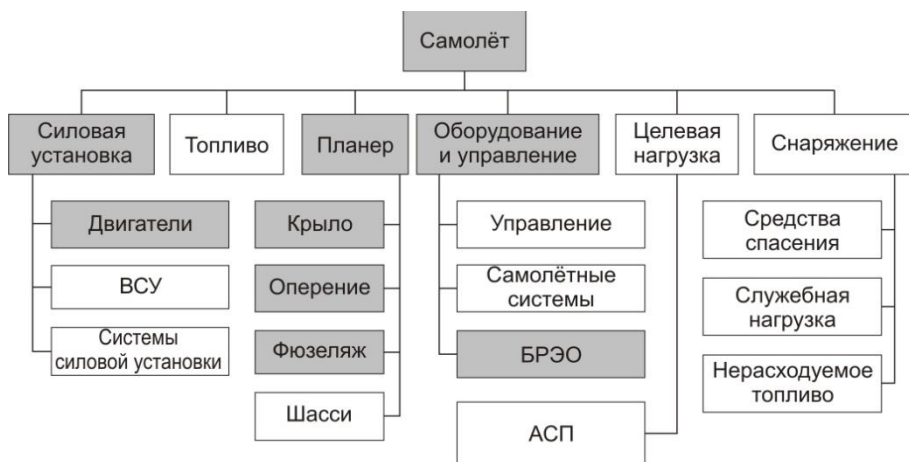 Самолёт
Силовая
установка
Топливо
Планер
Оборудование
и управление
Целевая
нагрузка
Снаряжение
Двигатели
ВСУ
Системы
силовой установки
Крыло
Оперение
Фюзеляж
Шасси
Управление
Самолётные
системы
БРЭО
АСП
Средства
спасения
Служебная
нагрузка
Нерасходуемое
топливо